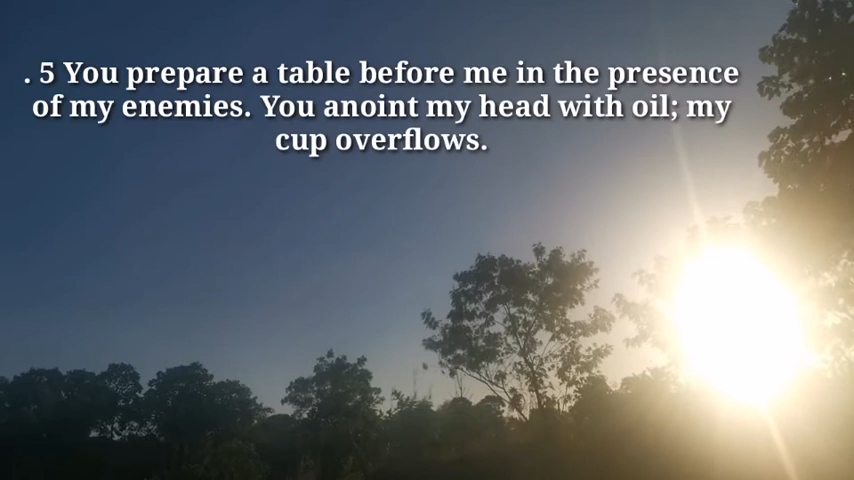 . 5 You prepare a table before me in the presence
of my enemies. You anoint my head with oil; my
cup overflows.